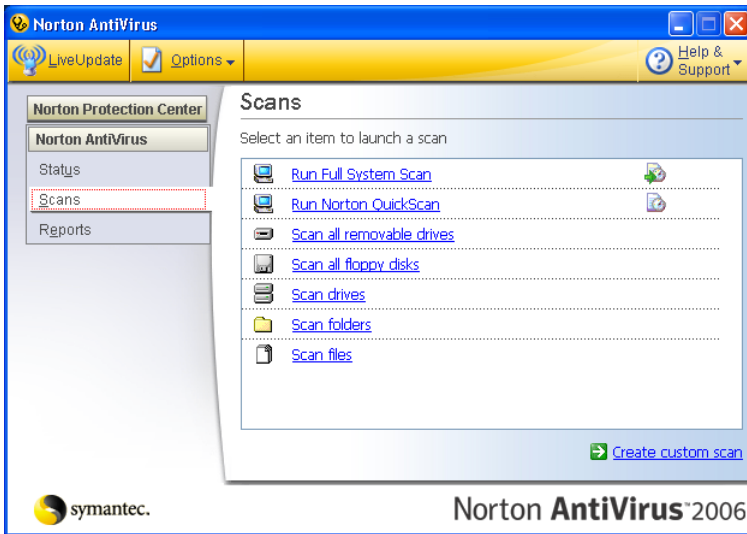 Norton AntiVirus
LiveUpdate
Options
Help & Support
Norton Protection Center
Norton AntiVirus
Status
Scans
Reports
Scans
Select an item to launch a scan
Run Full System Scan
Run Norton QuickScan
Scan all removable drives
Scan all floppy disks
Scan drives
Scan folders
Scan files
Create custom scan
symantec.
Norton AntiVirus™2006